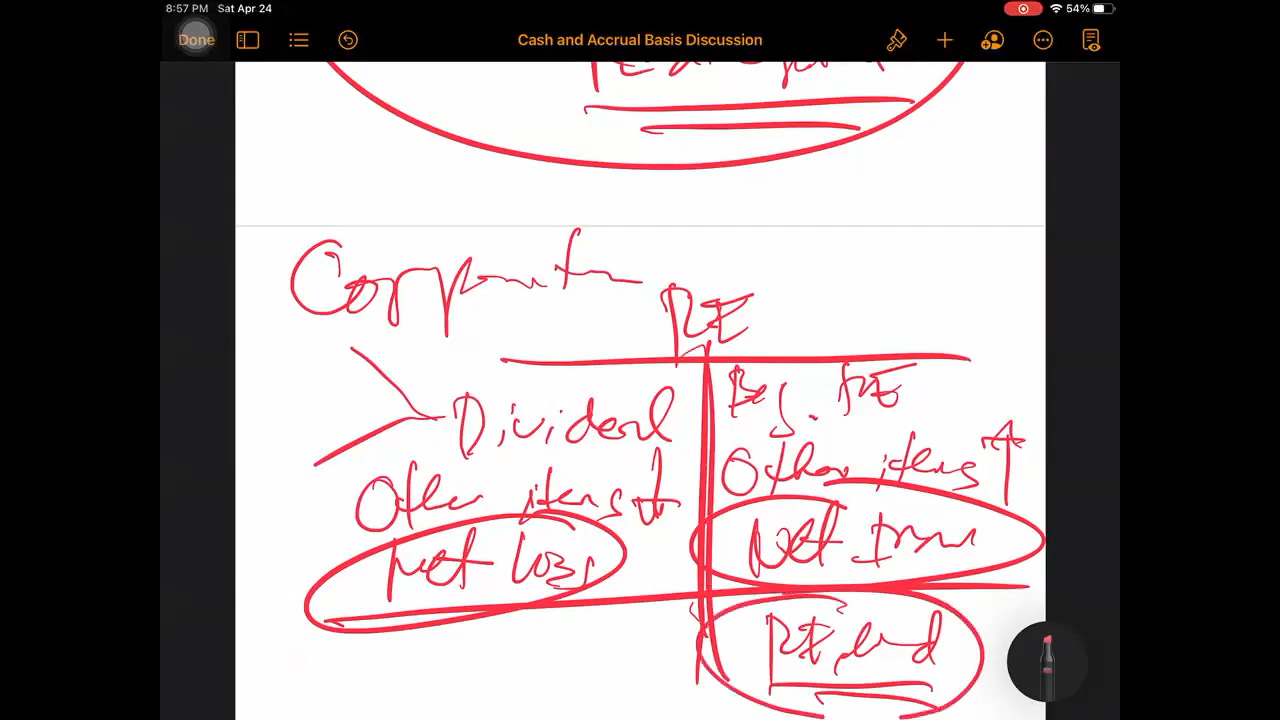 8:57 PM Sat Apr 24 54%
Done Cash and Accrual Basis Discussion
Corporation
RE
Dividend Beg. RE
Other items ↓ Other items ↑
Net Loss Net Income
RE, end